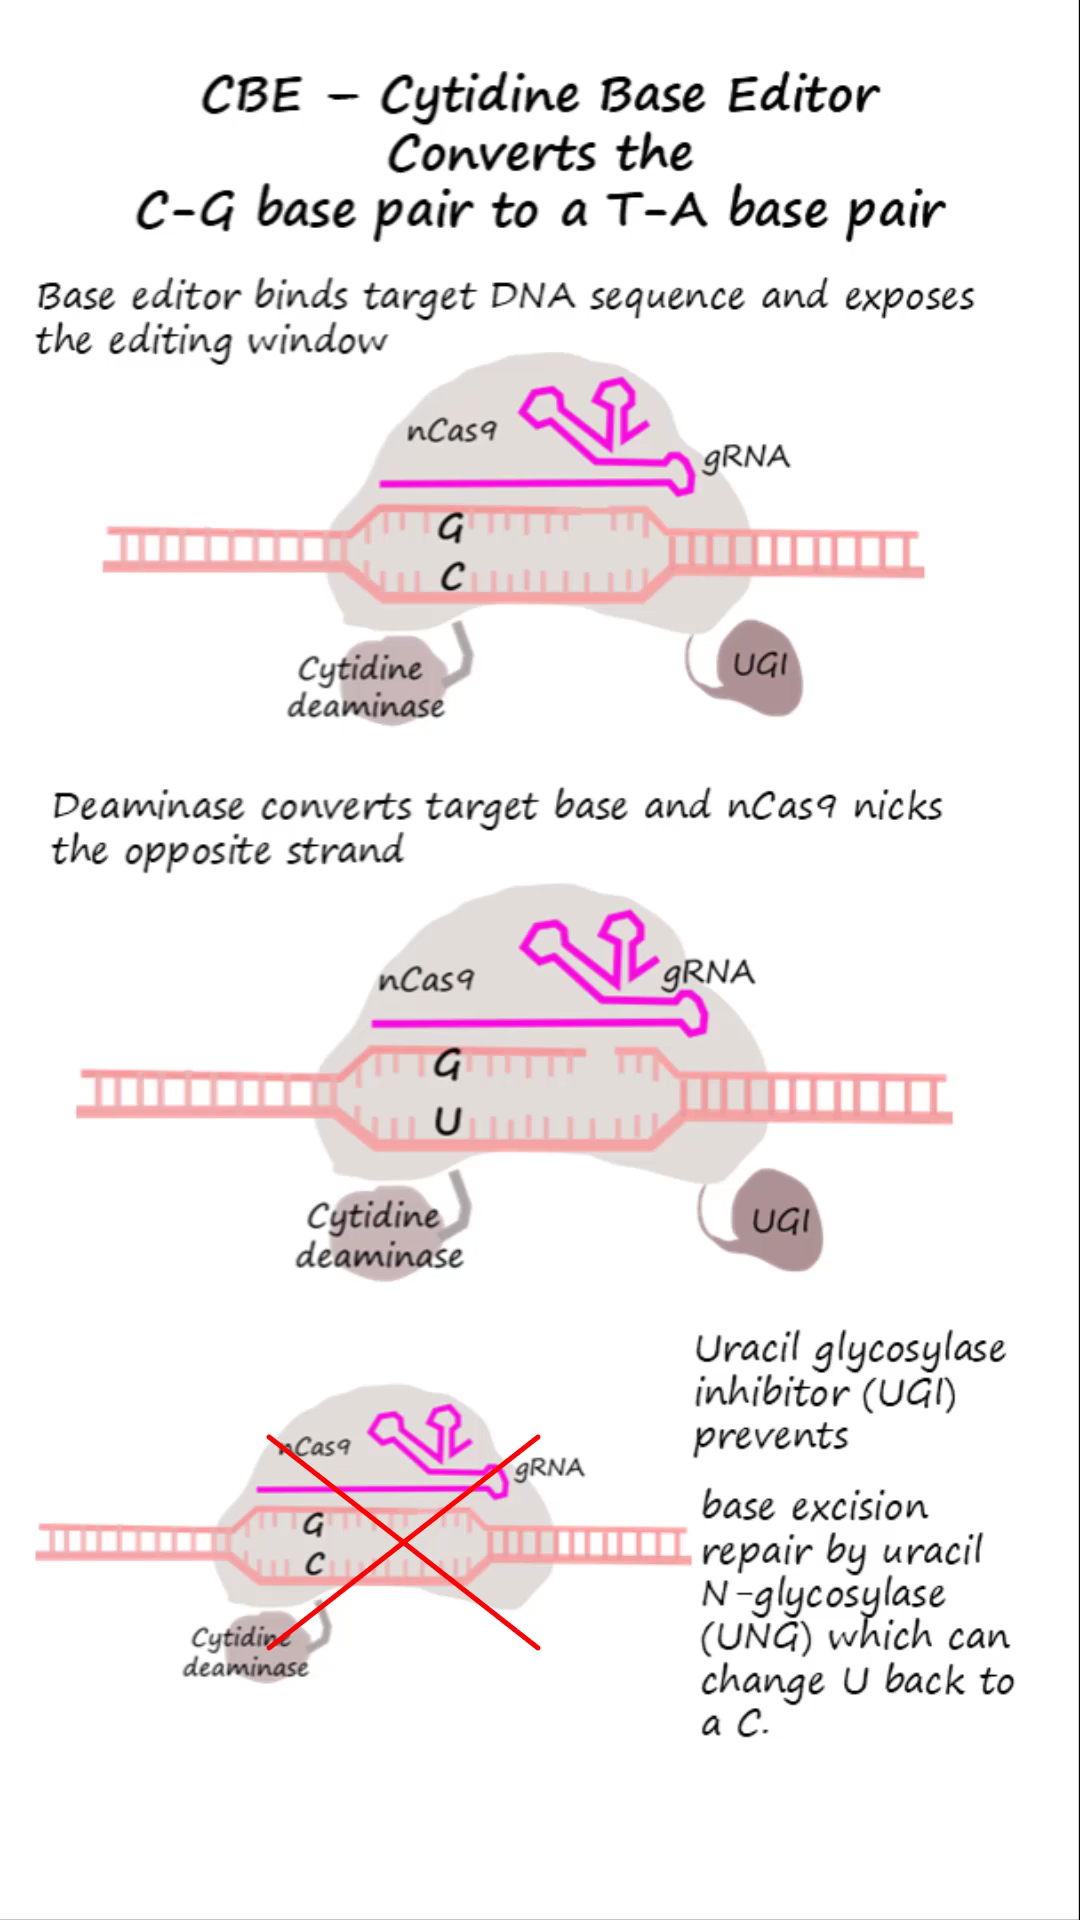 CBE – Cytidine Base Editor
Converts the
C-G base pair to a T-A base pair
Base editor binds target DNA sequence and exposes
the editing window
nCas9
gRNA
G
C
Cytidine
deaminase
UGI
Deaminase converts target base and nCas9 nicks
the opposite strand
nCas9
gRNA
G
U
Cytidine
deaminase
UGI
Uracil glycosylase
inhibitor (UGI)
prevents
nCas9
gRNA
G
C
Cytidine
deaminase
base excision
repair by uracil
N-glycosylase
(UNG) which can
change U back to
a C.